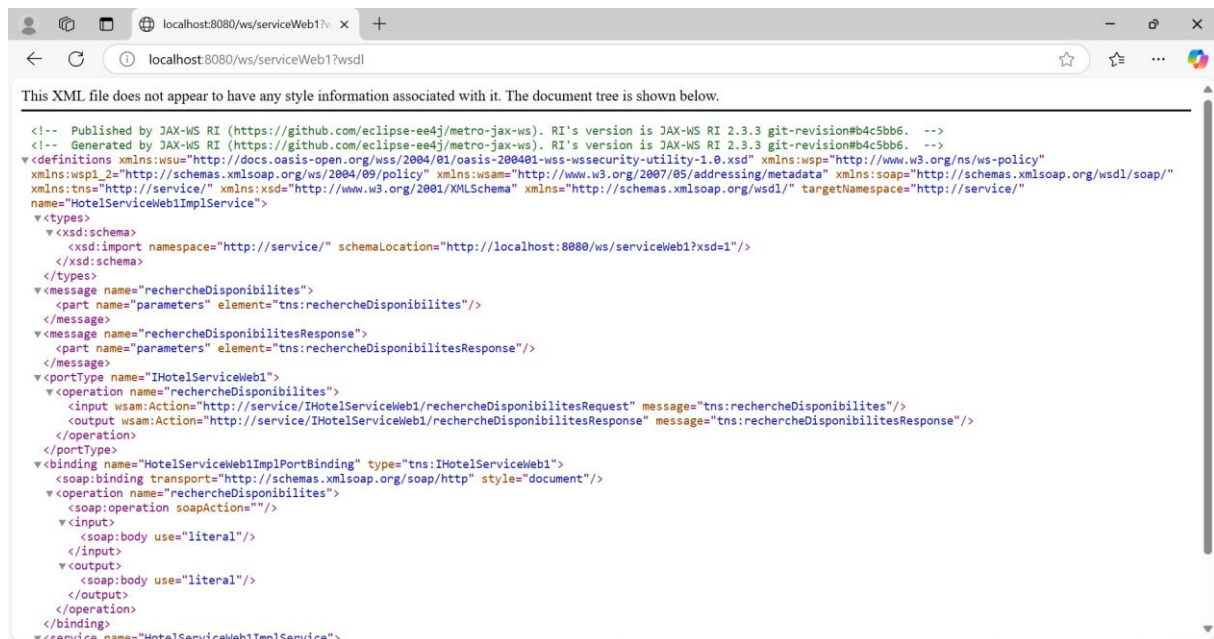 localhost:8080/ws/serviceWeb1?w
localhost:8080/ws/serviceWeb1?wsdl
This XML file does not appear to have any style information associated with it. The document tree is shown below.
<!-- Published by JAX-WS RI (https://github.com/eclipse-ee4j/metro-jax-ws). RI's version is JAX-WS RI 2.3.3 git-revision#b4c5bb6. -->
<!-- Generated by JAX-WS RI (https://github.com/eclipse-ee4j/metro-jax-ws). RI's version is JAX-WS RI 2.3.3 git-revision#b4c5bb6. -->
▼<definitions xmlns:wsu="http://docs.oasis-open.org/wss/2004/01/oasis-200401-wss-wssecurity-utility-1.0.xsd" xmlns:wsp="http://www.w3.org/ns/ws-policy"
xmlns:wsp1_2="http://schemas.xmlsoap.org/ws/2004/09/policy" xmlns:wsam="http://www.w3.org/2007/05/addressing/metadata" xmlns:soap="http://schemas.xmlsoap.org/wsdl/soap/"
xmlns:tns="http://service/" xmlns:xsd="http://www.w3.org/2001/XMLSchema" xmlns="http://schemas.xmlsoap.org/wsdl/" targetNamespace="http://service/"
name="HotelServiceWeb1ImplService">
▼<types>
▼<xsd:schema>
<xsd:import namespace="http://service/" schemaLocation="http://localhost:8080/ws/serviceWeb1?xsd=1"/>
</xsd:schema>
</types>
▼<message name="rechercheDisponibilites">
<part name="parameters" element="tns:rechercheDisponibilites"/>
</message>
▼<message name="rechercheDisponibilitesResponse">
<part name="parameters" element="tns:rechercheDisponibilitesResponse"/>
</message>
▼<portType name="IHotelServiceWeb1">
▼<operation name="rechercheDisponibilites">
<input wsam:Action="http://service/IHotelServiceWeb1/rechercheDisponibilitesRequest" message="tns:rechercheDisponibilites"/>
<output wsam:Action="http://service/IHotelServiceWeb1/rechercheDisponibilitesResponse" message="tns:rechercheDisponibilitesResponse"/>
</operation>
</portType>
▼<binding name="HotelServiceWeb1ImplPortBinding" type="tns:IHotelServiceWeb1">
<soap:binding transport="http://schemas.xmlsoap.org/soap/http" style="document"/>
▼<operation name="rechercheDisponibilites">
<soap:operation soapAction=""/>
▼<input>
<soap:body use="literal"/>
</input>
▼<output>
<soap:body use="literal"/>
</output>
</operation>
</binding>
▼<service name="HotelServiceWeb1ImplService">